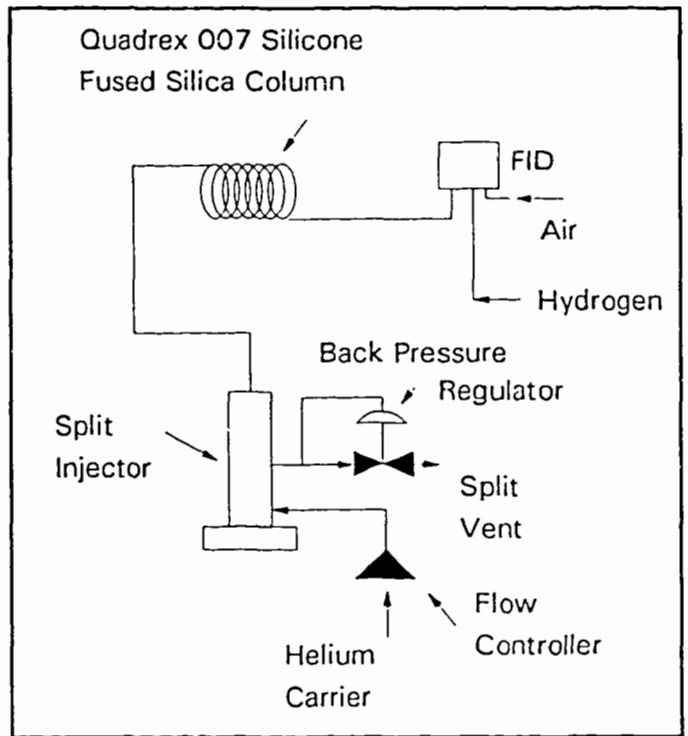 Quadrex 007 Silicone
Fused Silica Column
FID
Air
Hydrogen
Back Pressure
Regulator
Split
Injector
Split
Vent
Flow
Controller
Helium
Carrier